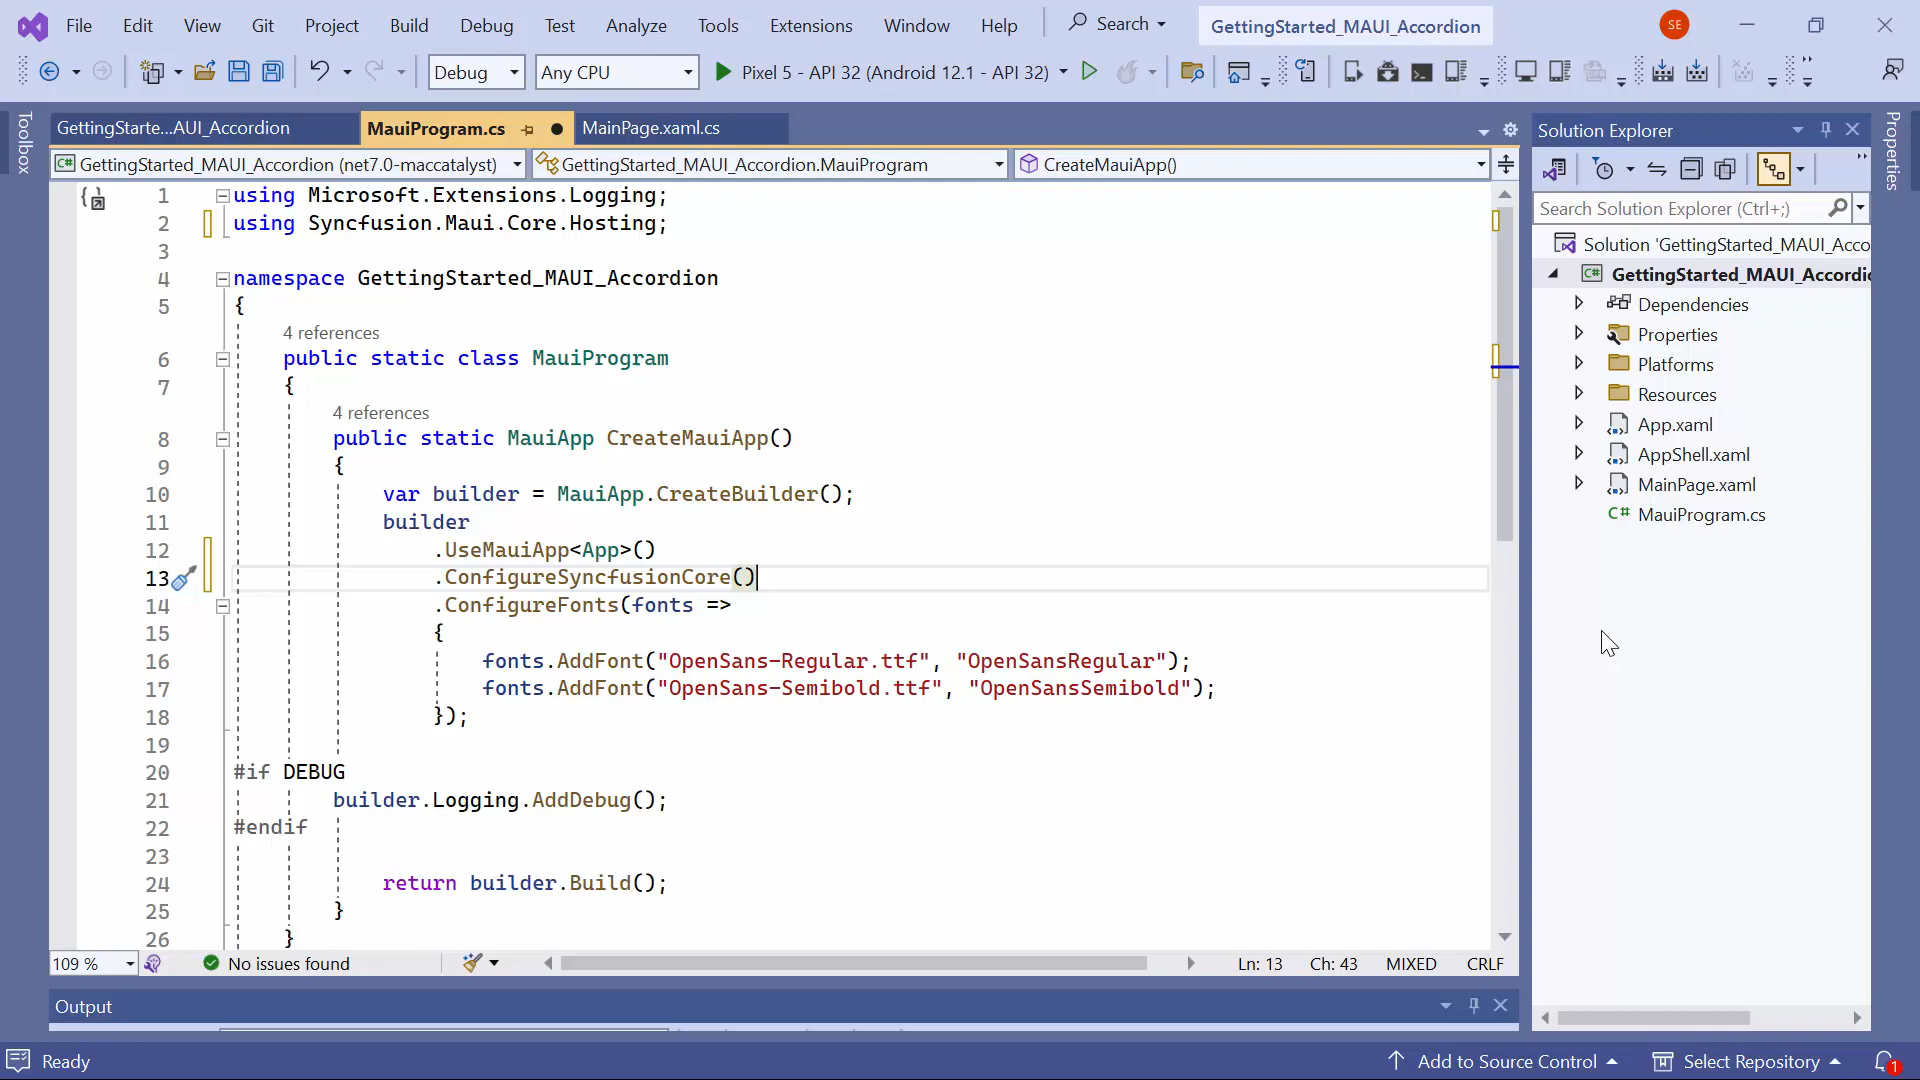 File Edit View Git Project Build Debug Test Analyze Tools Extensions Window Help Search GettingStarted_MAUI_Accordion SE
Debug Any CPU Pixel 5 - API 32 (Android 12.1 - API 32)
Toolbox
GettingStarte...AUI_Accordion MauiProgram.cs MainPage.xaml.cs
GettingStarted_MAUI_Accordion (net7.0-maccatalyst) GettingStarted_MAUI_Accordion.MauiProgram CreateMauiApp()
1 using Microsoft.Extensions.Logging;
2 using Syncfusion.Maui.Core.Hosting;
3
4 namespace GettingStarted_MAUI_Accordion
5 {
4 references
6 public static class MauiProgram
7 {
4 references
8 public static MauiApp CreateMauiApp()
9 {
10 var builder = MauiApp.CreateBuilder();
11 builder
12 .UseMauiApp<App>()
13 .ConfigureSyncfusionCore()
14 .ConfigureFonts(fonts =>
15 {
16 fonts.AddFont("OpenSans-Regular.ttf", "OpenSansRegular");
17 fonts.AddFont("OpenSans-Semibold.ttf", "OpenSansSemibold");
18 });
19
20 #if DEBUG
21 builder.Logging.AddDebug();
22 #endif
23
24 return builder.Build();
25 }
26 }
109 % No issues found Ln: 13 Ch: 43 MIXED CRLF
Output
Solution Explorer
Search Solution Explorer (Ctrl+;)
Solution 'GettingStarted_MAUI_Acco
GettingStarted_MAUI_Accordio
Dependencies
Properties
Platforms
Resources
App.xaml
AppShell.xaml
MainPage.xaml
C# MauiProgram.cs
Properties
Ready Add to Source Control Select Repository 1